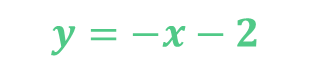 y = −x − 2